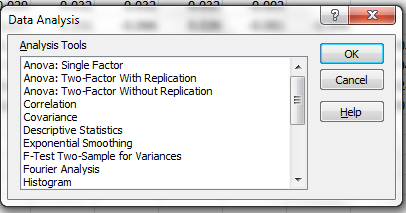 Data Analysis
Analysis Tools
Anova: Single Factor
Anova: Two-Factor With Replication
Anova: Two-Factor Without Replication
Correlation
Covariance
Descriptive Statistics
Exponential Smoothing
F-Test Two-Sample for Variances
Fourier Analysis
Histogram
OK
Cancel
Help